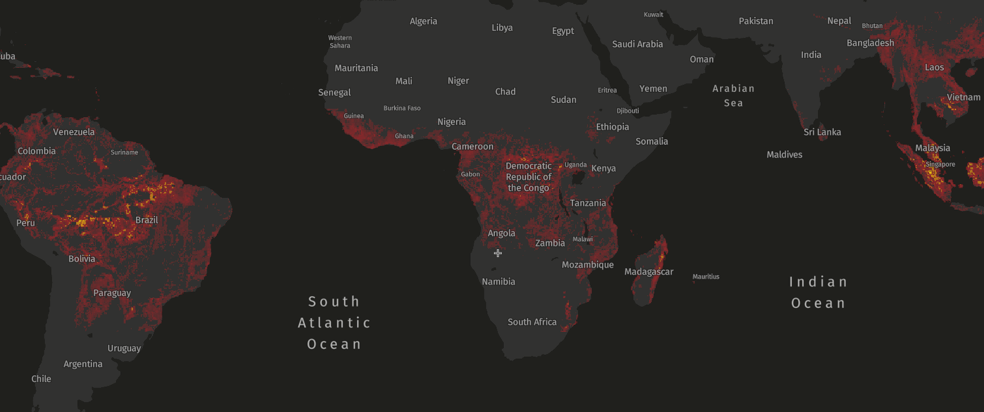 Algeria
Libya
Egypt
Kuwait
Pakistan
Nepal
Bhutan
Western
Sahara
Saudi Arabia
India
Bangladesh
uba
Mauritania
Mali
Niger
Oman
Laos
Senegal
Chad
Sudan
Eritrea
Yemen
Arabian
Sea
Vietnam
Guinea
Burkina Faso
Djibouti
Venezuela
Ghana
Nigeria
Ethiopia
Sri Lanka
Colombia
Suriname
Cameroon
Somalia
Maldives
Malaysia
Singapore
cuador
Gabon
Democratic
Republic of
the Congo
Uganda
Kenya
Peru
Brazil
Tanzania
Angola
Zambia
Malawi
Bolivia
Mozambique
Madagascar
Mauritius
Namibia
Indian
Ocean
Paraguay
South
Atlantic
Ocean
South Africa
Uruguay
Argentina
Chile